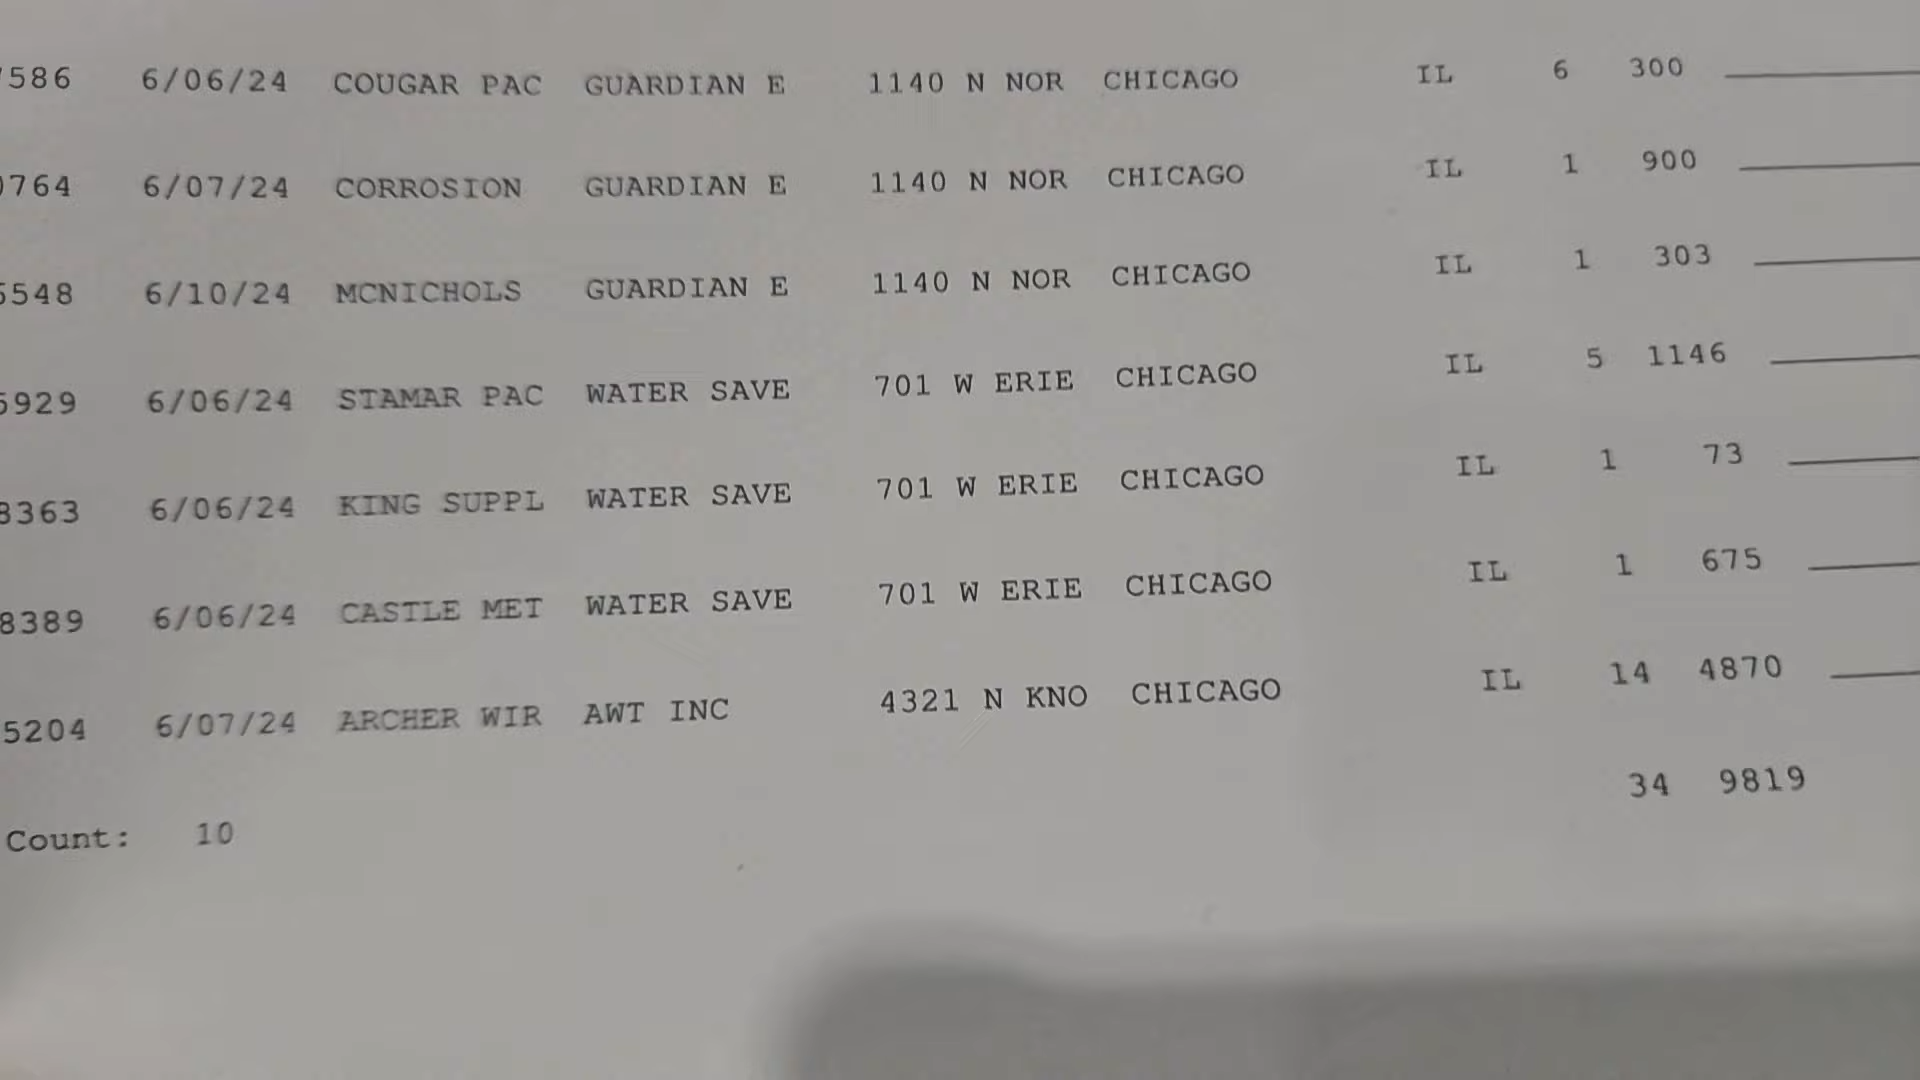 586 6/06/24 COUGAR PAC GUARDIAN E 1140 N NOR CHICAGO IL 6 300
764 6/07/24 CORROSION GUARDIAN E 1140 N NOR CHICAGO IL 1 900
5548 6/10/24 MCNICHOLS GUARDIAN E 1140 N NOR CHICAGO IL 1 303
5929 6/06/24 STAMAR PAC WATER SAVE 701 W ERIE CHICAGO IL 5 1146
8363 6/06/24 KING SUPPL WATER SAVE 701 W ERIE CHICAGO IL 1 73
8389 6/06/24 CASTLE MET WATER SAVE 701 W ERIE CHICAGO IL 1 675
5204 6/07/24 ARCHER WIR AWT INC 4321 N KNO CHICAGO IL 14 4870
34 9819
Count: 10